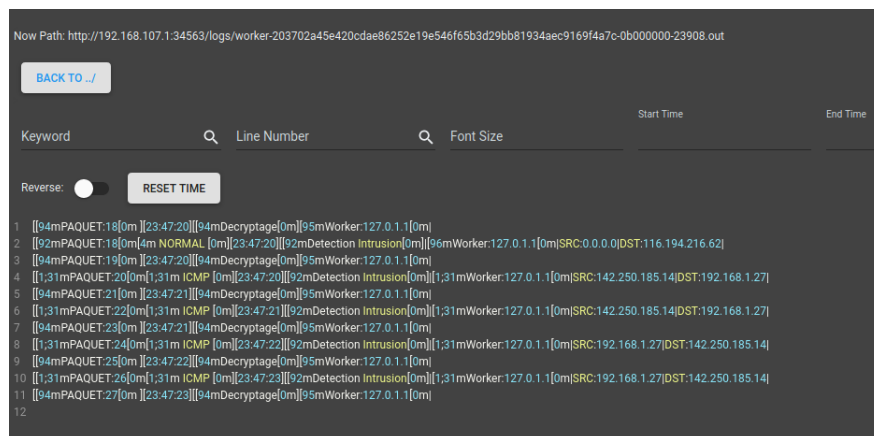 Now Path: http://192.168.107.1:34563/logs/worker-203702a45e420cdae86252e19e546f65b3d29bb81934aec9169f4a7c-0b000000-23908.out
BACK TO ../
Start Time End Time
Keyword Line Number Font Size
Reverse: RESET TIME
1 [[94mPAQUET:18[0m ][23:47:20][[94mDecryptage[0m][95mWorker:127.0.1.1[0m|
2 [[92mPAQUET:18[0m[4m NORMAL [0m][23:47:20][[92mDetection Intrusion[0m]|[96mWorker:127.0.1.1[0m|SRC:0.0.0.0|DST:116.194.216.62|
3 [[94mPAQUET:19[0m ][23:47:20][[94mDecryptage[0m][95mWorker:127.0.1.1[0m|
4 [[1;31mPAQUET:20[0m[1;31m ICMP [0m][23:47:20][[92mDetection Intrusion[0m]|[1;31mWorker:127.0.1.1[0m|SRC:142.250.185.14|DST:192.168.1.27|
5 [[94mPAQUET:21[0m ][23:47:21][[94mDecryptage[0m][95mWorker:127.0.1.1[0m|
6 [[1;31mPAQUET:22[0m[1;31m ICMP [0m][23:47:21][[92mDetection Intrusion[0m]|[1;31mWorker:127.0.1.1[0m|SRC:142.250.185.14|DST:192.168.1.27|
7 [[94mPAQUET:23[0m ][23:47:21][[94mDecryptage[0m][95mWorker:127.0.1.1[0m|
8 [[1;31mPAQUET:24[0m[1;31m ICMP [0m][23:47:22][[92mDetection Intrusion[0m]|[1;31mWorker:127.0.1.1[0m|SRC:192.168.1.27|DST:142.250.185.14|
9 [[94mPAQUET:25[0m ][23:47:22][[94mDecryptage[0m][95mWorker:127.0.1.1[0m|
10 [[1;31mPAQUET:26[0m[1;31m ICMP [0m][23:47:23][[92mDetection Intrusion[0m]|[1;31mWorker:127.0.1.1[0m|SRC:192.168.1.27|DST:142.250.185.14|
11 [[94mPAQUET:27[0m ][23:47:23][[94mDecryptage[0m][95mWorker:127.0.1.1[0m|
12